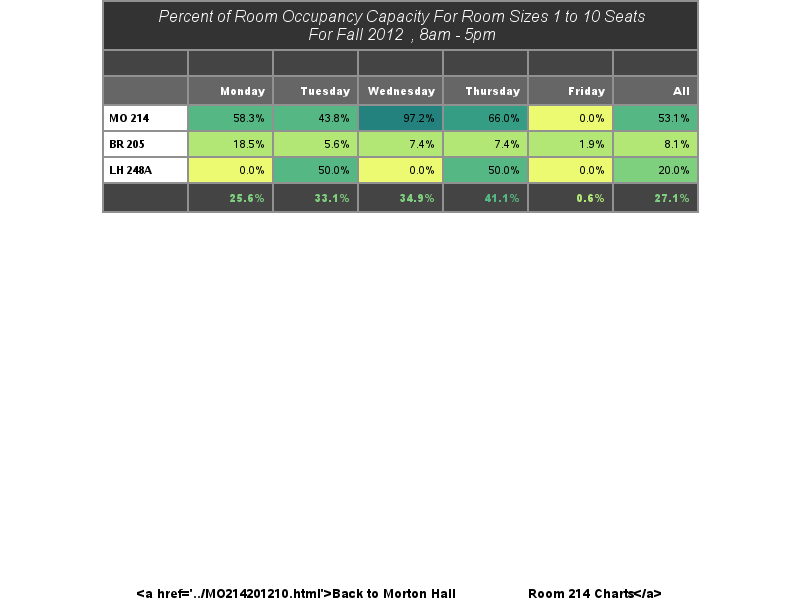 Percent of Room Occupancy Capacity For Room Sizes 1 to 10 Seats
For Fall 2012 , 8am - 5pm
Monday Tuesday Wednesday Thursday Friday All
MO 214 58.3% 43.8% 97.2% 66.0% 0.0% 53.1%
BR 205 18.5% 5.6% 7.4% 7.4% 1.9% 8.1%
LH 248A 0.0% 50.0% 0.0% 50.0% 0.0% 20.0%
25.6% 33.1% 34.9% 41.1% 0.6% 27.1%
<a href='../MO214201210.html'>Back to Morton Hall Room 214 Charts</a>